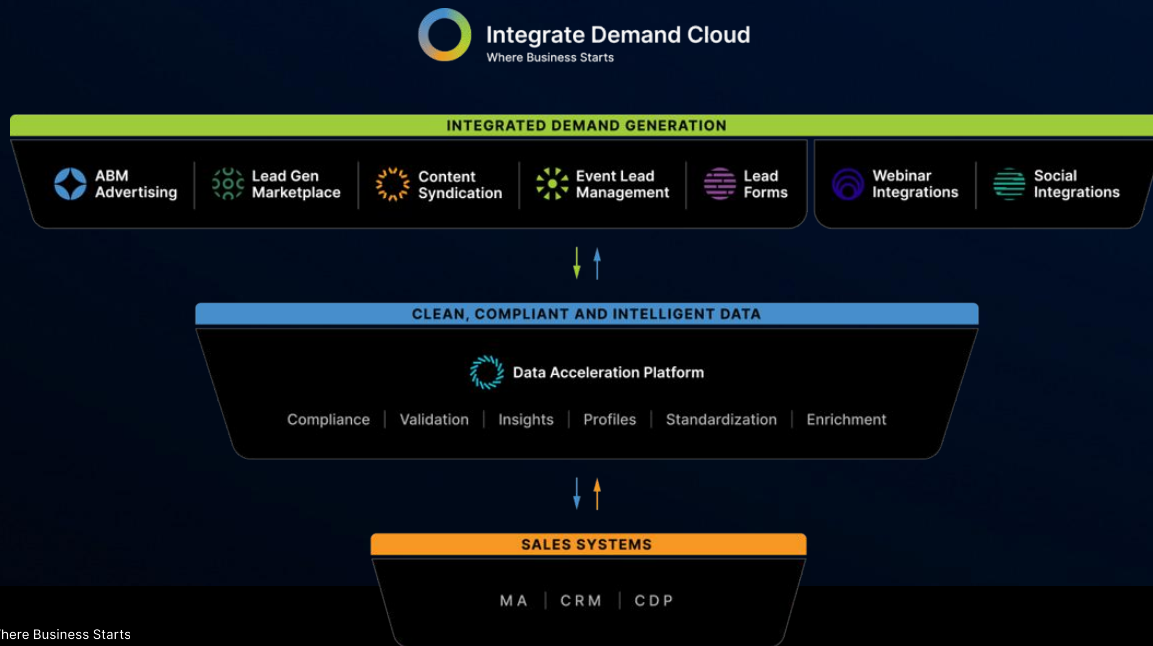 Integrate Demand Cloud
Where Business Starts
INTEGRATED DEMAND GENERATION
ABM Advertising
Lead Gen Marketplace
Content Syndication
Event Lead Management
Lead Forms
Webinar Integrations
Social Integrations
CLEAN, COMPLIANT AND INTELLIGENT DATA
Data Acceleration Platform
Compliance | Validation | Insights | Profiles | Standardization | Enrichment
SALES SYSTEMS
MA | CRM | CDP
here Business Starts